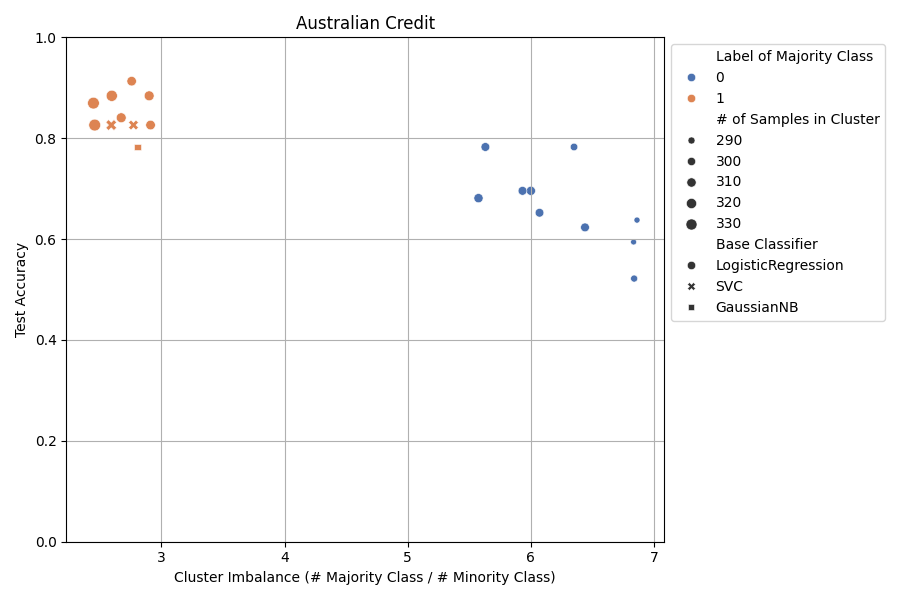 Australian Credit
Test Accuracy
1.0
0.8
0.6
0.4
0.2
0.0
3
4
5
6
7
Cluster Imbalance (# Majority Class / # Minority Class)
Label of Majority Class
0
1
# of Samples in Cluster
290
300
310
320
330
Base Classifier
LogisticRegression
SVC
GaussianNB